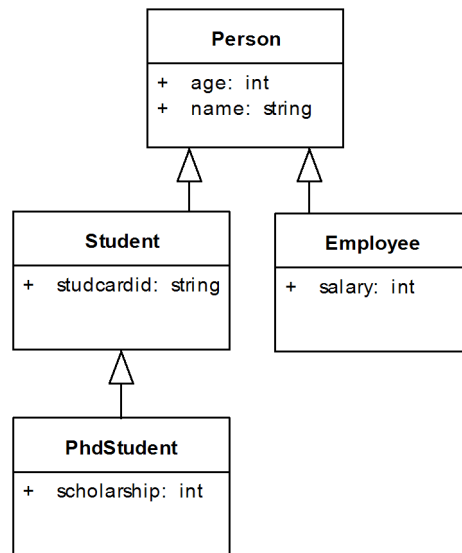 Person
+ age: int
+ name: string
Student
+ studcardid: string
Employee
+ salary: int
PhdStudent
+ scholarship: int